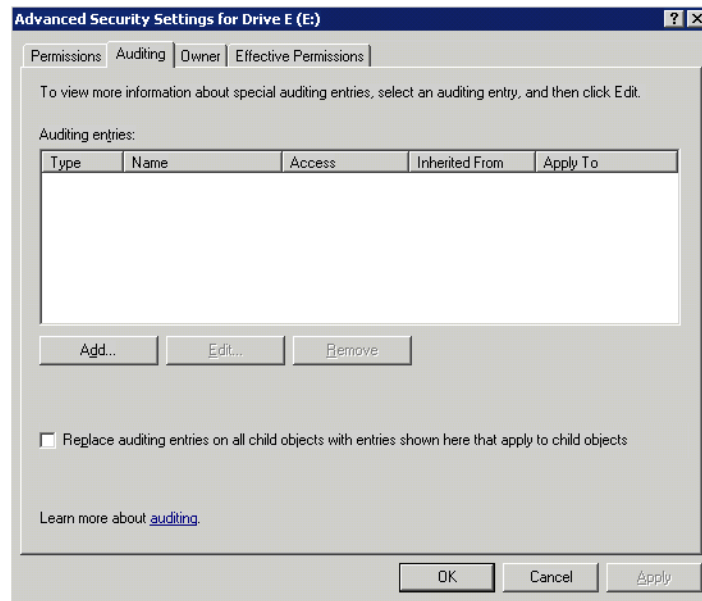 Advanced Security Settings for Drive E (E:)
Permissions Auditing Owner Effective Permissions
To view more information about special auditing entries, select an auditing entry, and then click Edit.
Auditing entries:
Type Name Access Inherited From Apply To
Add... Edit... Remove
Replace auditing entries on all child objects with entries shown here that apply to child objects
Learn more about auditing.
OK Cancel Apply